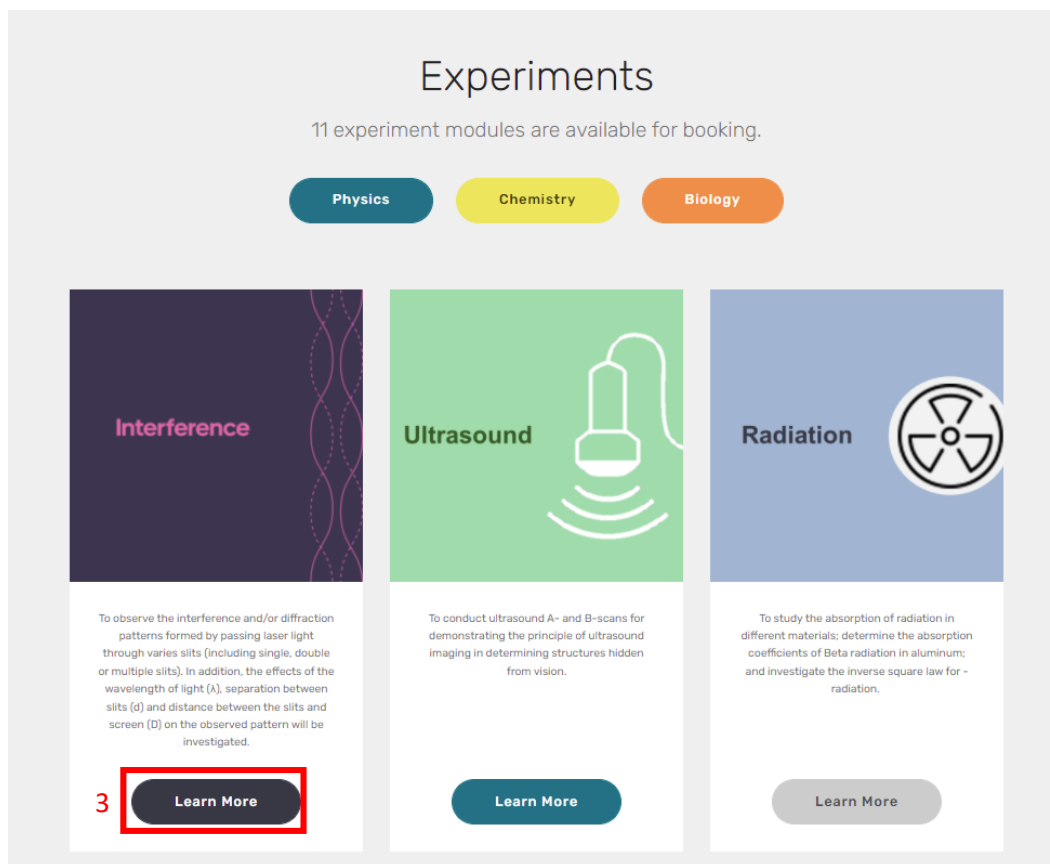 Experiments
11 experiment modules are available for booking.
Physics
Chemistry
Biology
Interference
Ultrasound
Radiation
To observe the interference and/or diffraction
patterns formed by passing laser light
through varies slits (including single, double
or multiple slits). In addition, the effects of the
wavelength of light (λ), separation between
slits (d) and distance between the slits and
screen (D) on the observed pattern will be
investigated.
To conduct ultrasound A- and B-scans for
demonstrating the principle of ultrasound
imaging in determining structures hidden
from vision.
To study the absorption of radiation in
different materials; determine the absorption
coefficients of Beta radiation in aluminum;
and investigate the inverse square law for -
radiation.
3
Learn More
Learn More
Learn More